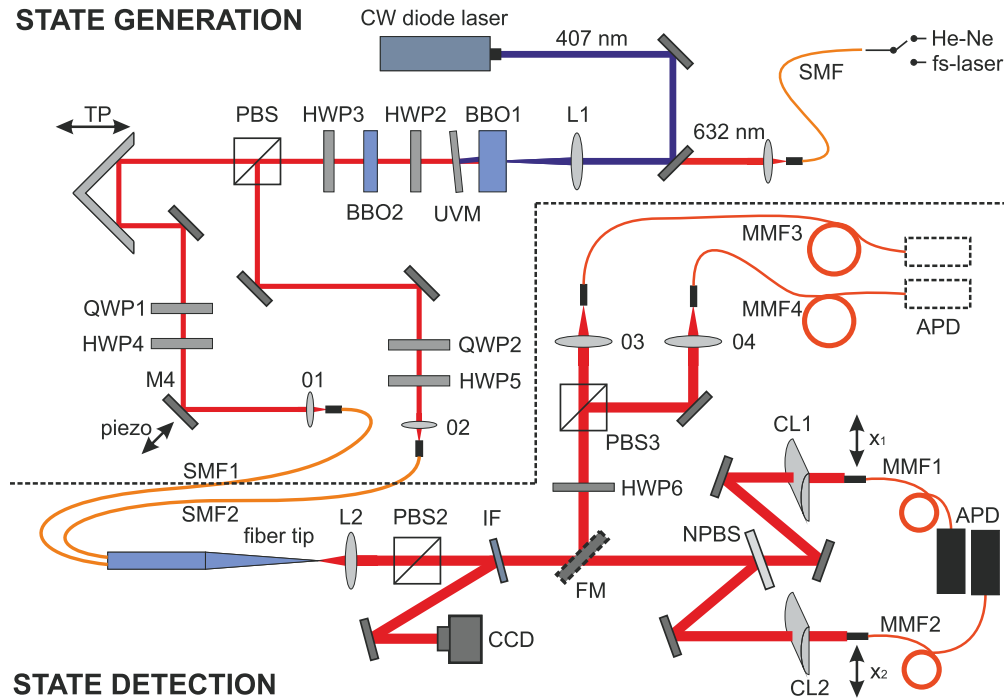 STATE GENERATION
CW diode laser
407 nm
He-Ne
SMF
fs-laser
TP
PBS
HWP3
HWP2
BBO1
L1
632 nm
BBO2
UVM
MMF3
QWP1
HWP4
QWP2
HWP5
MMF4
APD
M4
01
03
04
piezo
02
PBS3
CL1
x1
SMF1
MMF1
HWP6
SMF2
APD
fiber tip
L2
PBS2
IF
NPBS
FM
CCD
MMF2
CL2
x2
STATE DETECTION